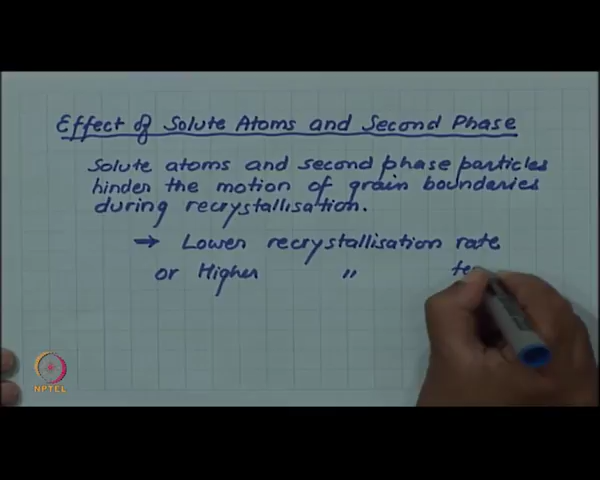 Effect of Solute Atoms and Second Phase
Solute atoms and second phase particles
hinder the motion of grain boundaries
during recrystallisation.
→ Lower recrystallisation rate
or Higher " te
NPTEL